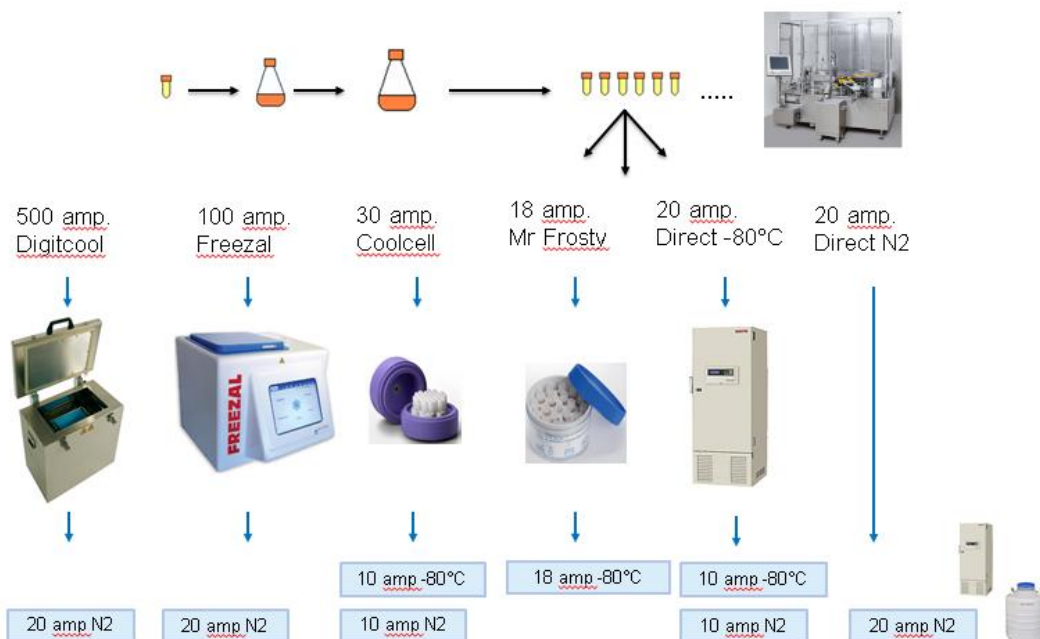 .....
500 amp.
Digitcool
100 amp.
Freezal
30 amp.
Coolcell
18 amp.
Mr Frosty
20 amp.
Direct -80°C
20 amp.
Direct N2
FREEZAL
10 amp -80°C
18 amp -80°C
10 amp -80°C
20 amp N2
20 amp N2
10 amp N2
10 amp N2
20 amp N2